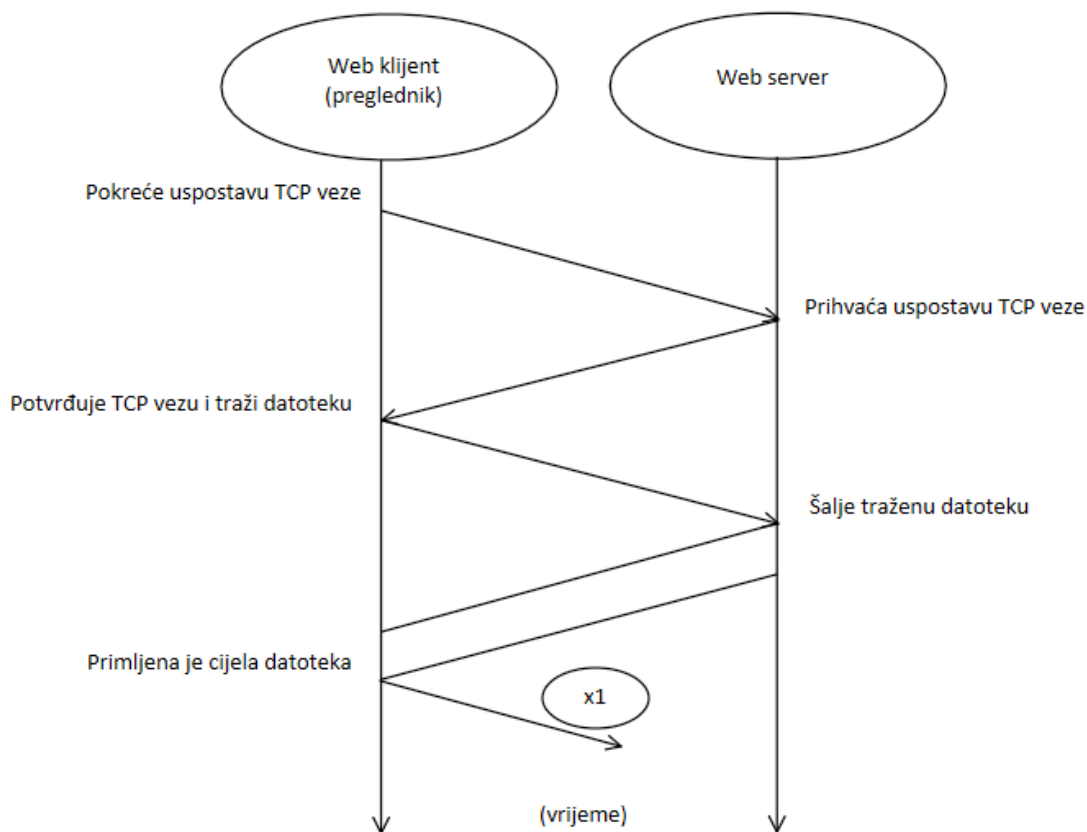 Web klijent
(preglednik)
Web server
Pokreće uspostavu TCP veze
Prihvaća uspostavu TCP veze
Potvrđuje TCP vezu i traži datoteku
Šalje traženu datoteku
Primljena je cijela datoteka
x1
(vrijeme)